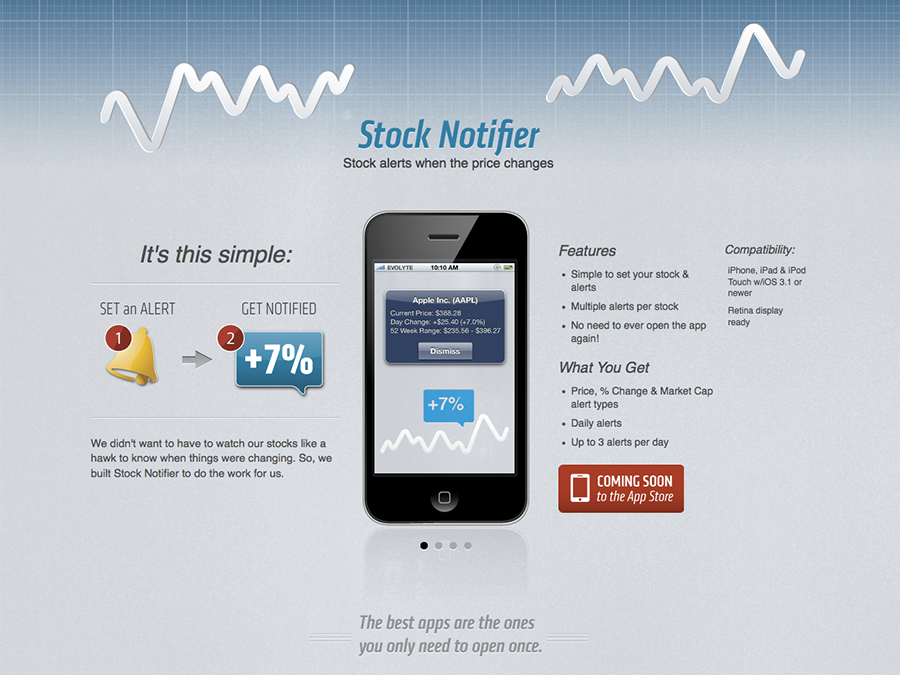 Stock Notifier
Stock alerts when the price changes
It's this simple:
SET an ALERT
GET NOTIFIED
1
2
+7%
We didn't want to have to watch our stocks like a
hawk to know when things were changing. So, we
built Stock Notifier to do the work for us.
EVOLYTE
10:10 AM
Apple Inc. (AAPL)
Current Price: $388.28
Day Change: +$25.40 (+7.0%)
52 Week Range: $235.56 - $396.27
Dismiss
+7%
Features
• Simple to set your stock &
alerts
• Multiple alerts per stock
• No need to ever open the app
again!
What You Get
• Price, % Change & Market Cap
alert types
• Daily alerts
• Up to 3 alerts per day
COMING SOON
to the App Store
Compatibility:
iPhone, iPad & iPod
Touch w/iOS 3.1 or
newer
Retina display
ready
The best apps are the ones
you only need to open once.